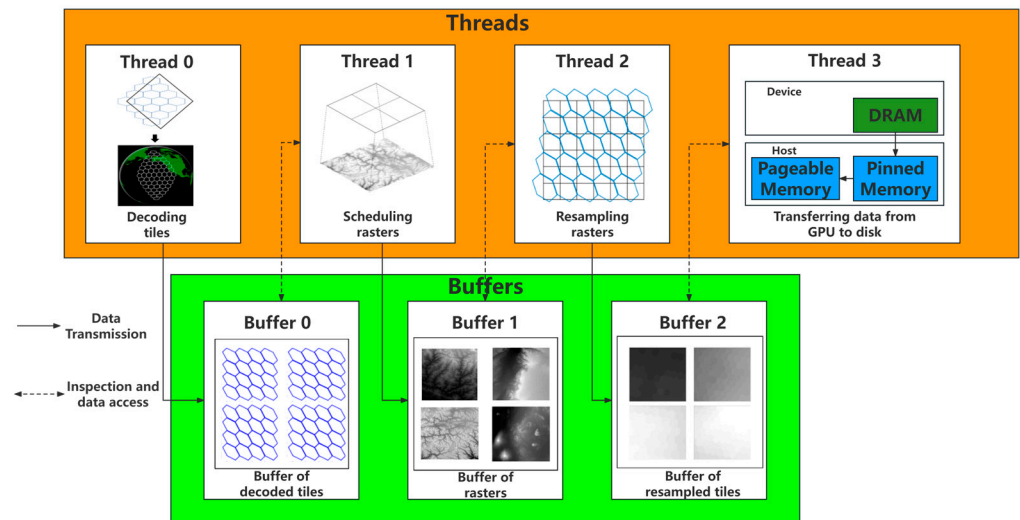 Threads
Thread 0
Decoding
tiles
Thread 1
Scheduling
rasters
Thread 2
Resampling
rasters
Thread 3
Device
DRAM
Host
Pageable
Memory
Pinned
Memory
Transferring data from
GPU to disk
Data
Transmission
Inspection and
data access
Buffers
Buffer 0
Buffer of
decoded tiles
Buffer 1
Buffer of
rasters
Buffer 2
Buffer of
resampled tiles